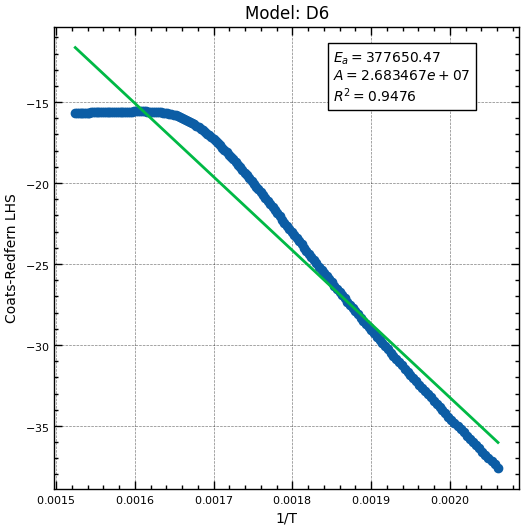 Model: D6
E_a = 377650.47
A = 2.683467e + 07
R^2 = 0.9476
Coats-Redfern LHS
−15
−20
−25
−30
−35
0.0015 0.0016 0.0017 0.0018 0.0019 0.0020
1/T